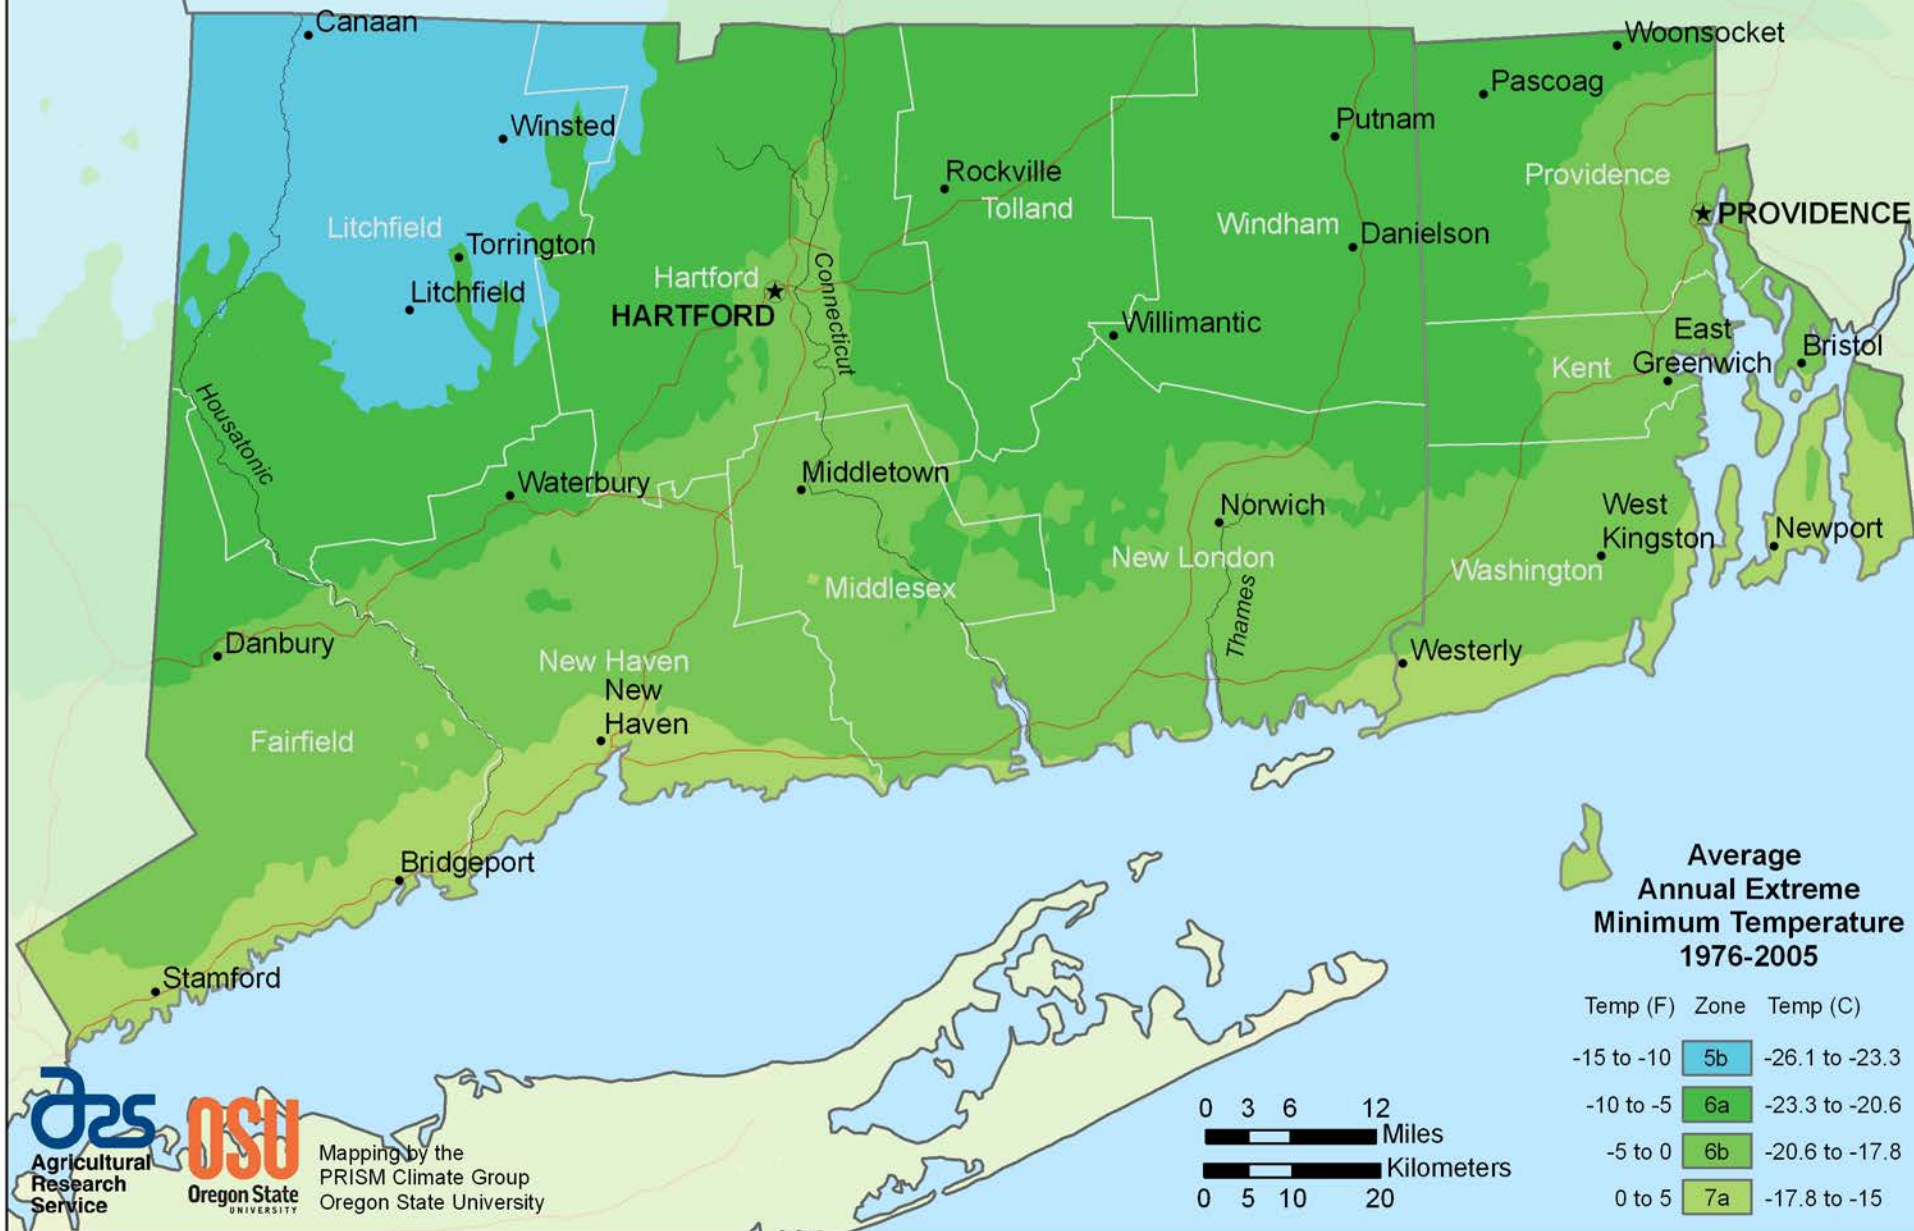 Canaan
Woonsocket
Pascoag
Winsted
Putnam
Rockville
Providence
Tolland
PROVIDENCE
Litchfield
Windham
Danielson
Torrington
Hartford
Connecticut
Litchfield
HARTFORD
Willimantic
East
Greenwich
Bristol
Kent
Housatonic
Waterbury
Middletown
Norwich
West
Kingston
Newport
New London
Washington
Middlesex
Thames
Danbury
New Haven
Westerly
New
Haven
Fairfield
Bridgeport
Stamford
Average
Annual Extreme
Minimum Temperature
1976-2005
Temp (F) Zone Temp (C)
-15 to -10 5b -26.1 to -23.3
-10 to -5 6a -23.3 to -20.6
-5 to 0 6b -20.6 to -17.8
0 to 5 7a -17.8 to -15
0 3 6 12
Miles
Kilometers
0 5 10 20
ars
Agricultural
Research
Service
OSU
Oregon State
UNIVERSITY
Mapping by the
PRISM Climate Group
Oregon State University